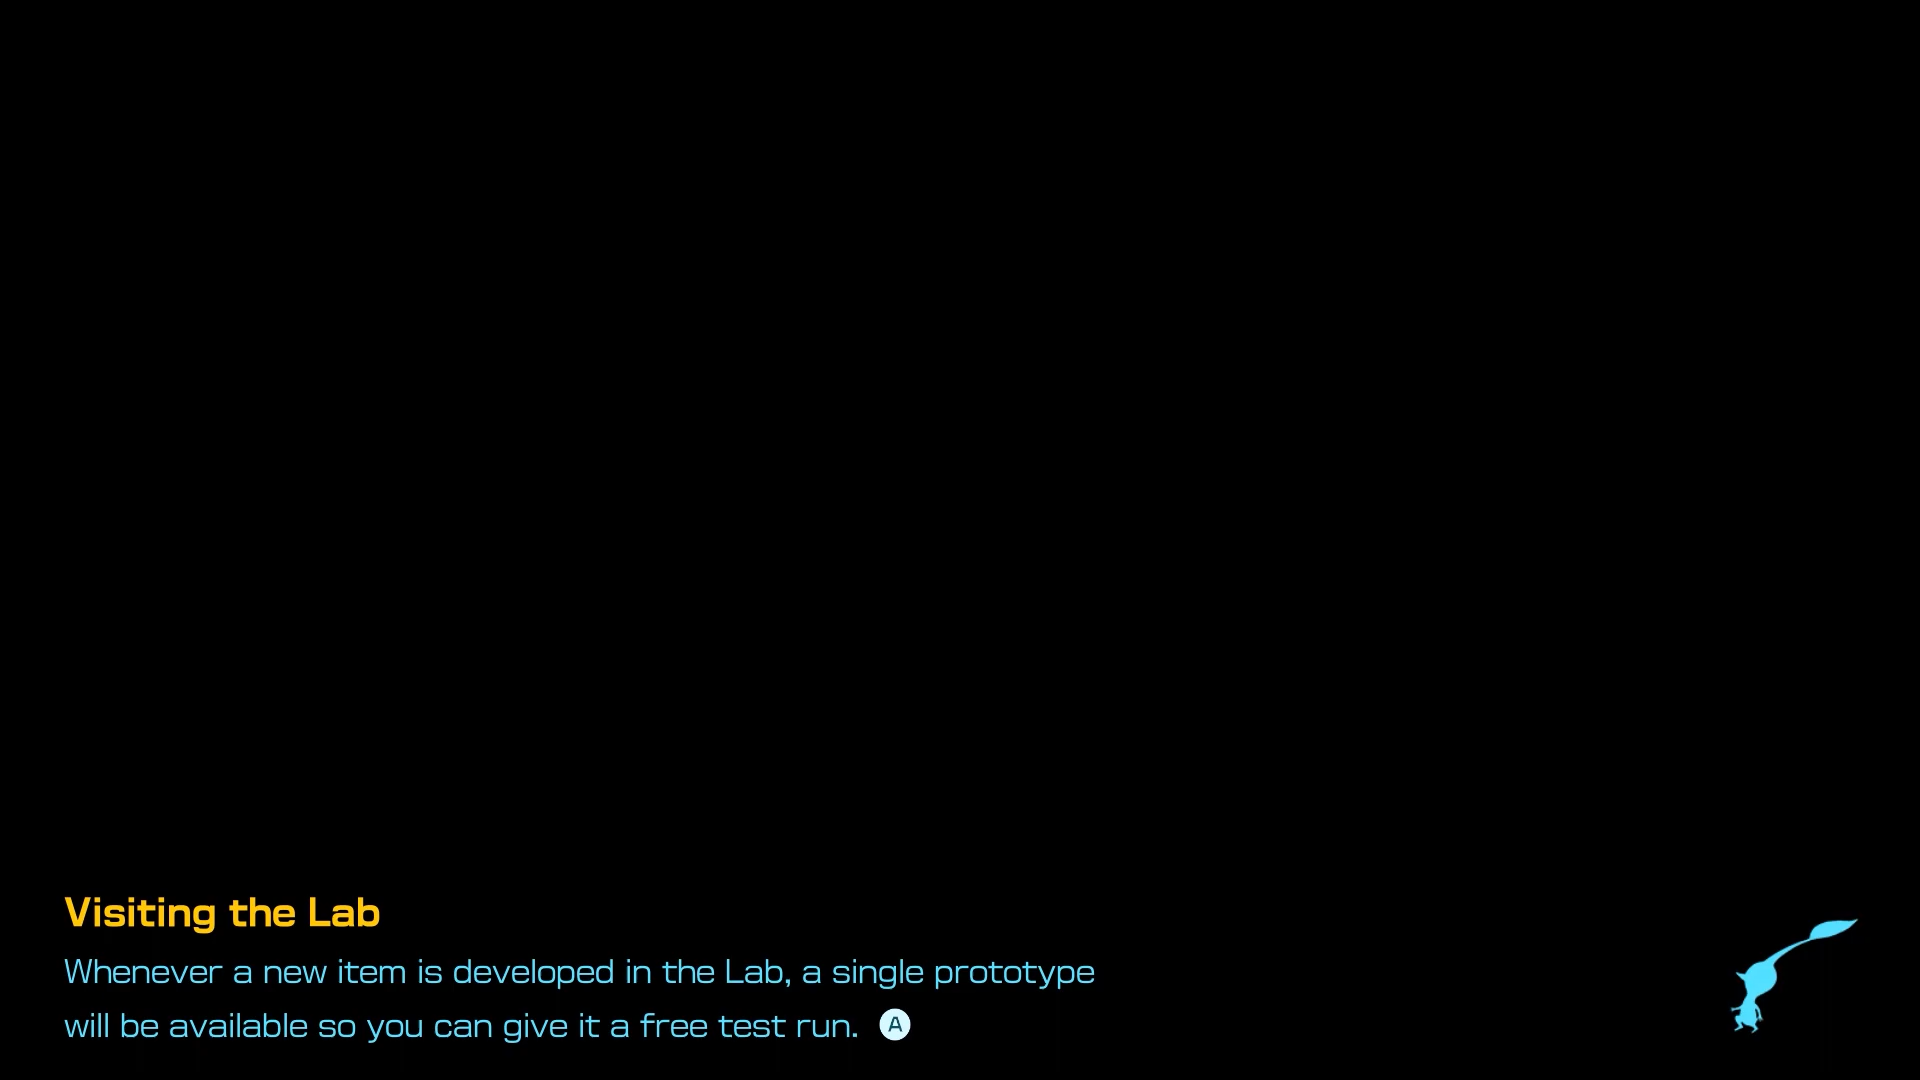 Visiting the Lab
Whenever a new item is developed in the Lab, a single prototype
will be available so you can give it a free test run. A